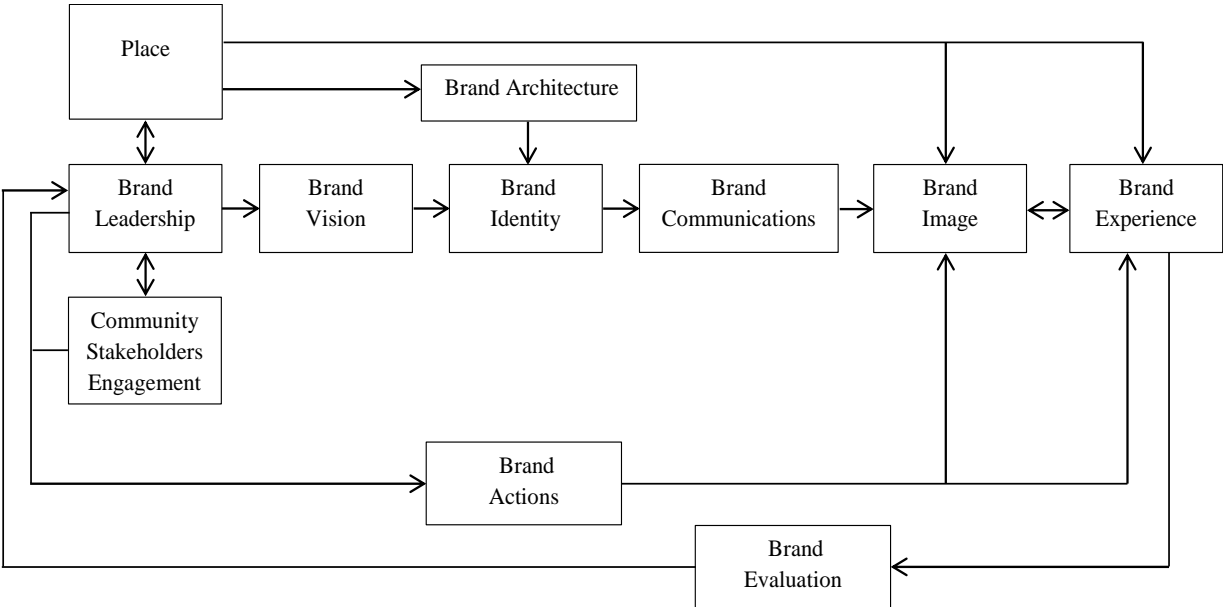 Place
Brand Architecture
Brand
Leadership
Brand
Vision
Brand
Identity
Brand
Communications
Brand
Image
Brand
Experience
Community
Stakeholders
Engagement
Brand
Actions
Brand
Evaluation